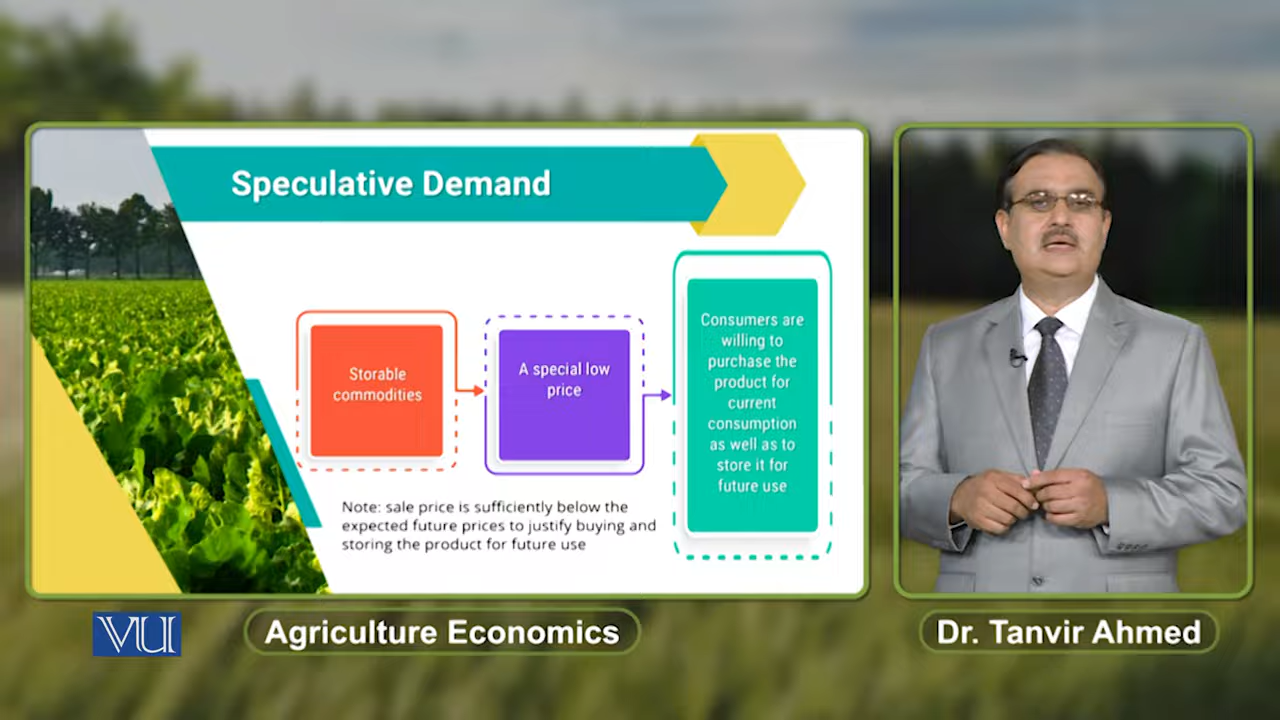 Speculative Demand
Storable
commodities
A special low
price
Consumers are
willing to
purchase the
product for
current
consumption
as well as to
store it for
future use
Note: sale price is sufficiently below the
expected future prices to justify buying and
storing the product for future use
VU
Agriculture Economics
Dr. Tanvir Ahmed